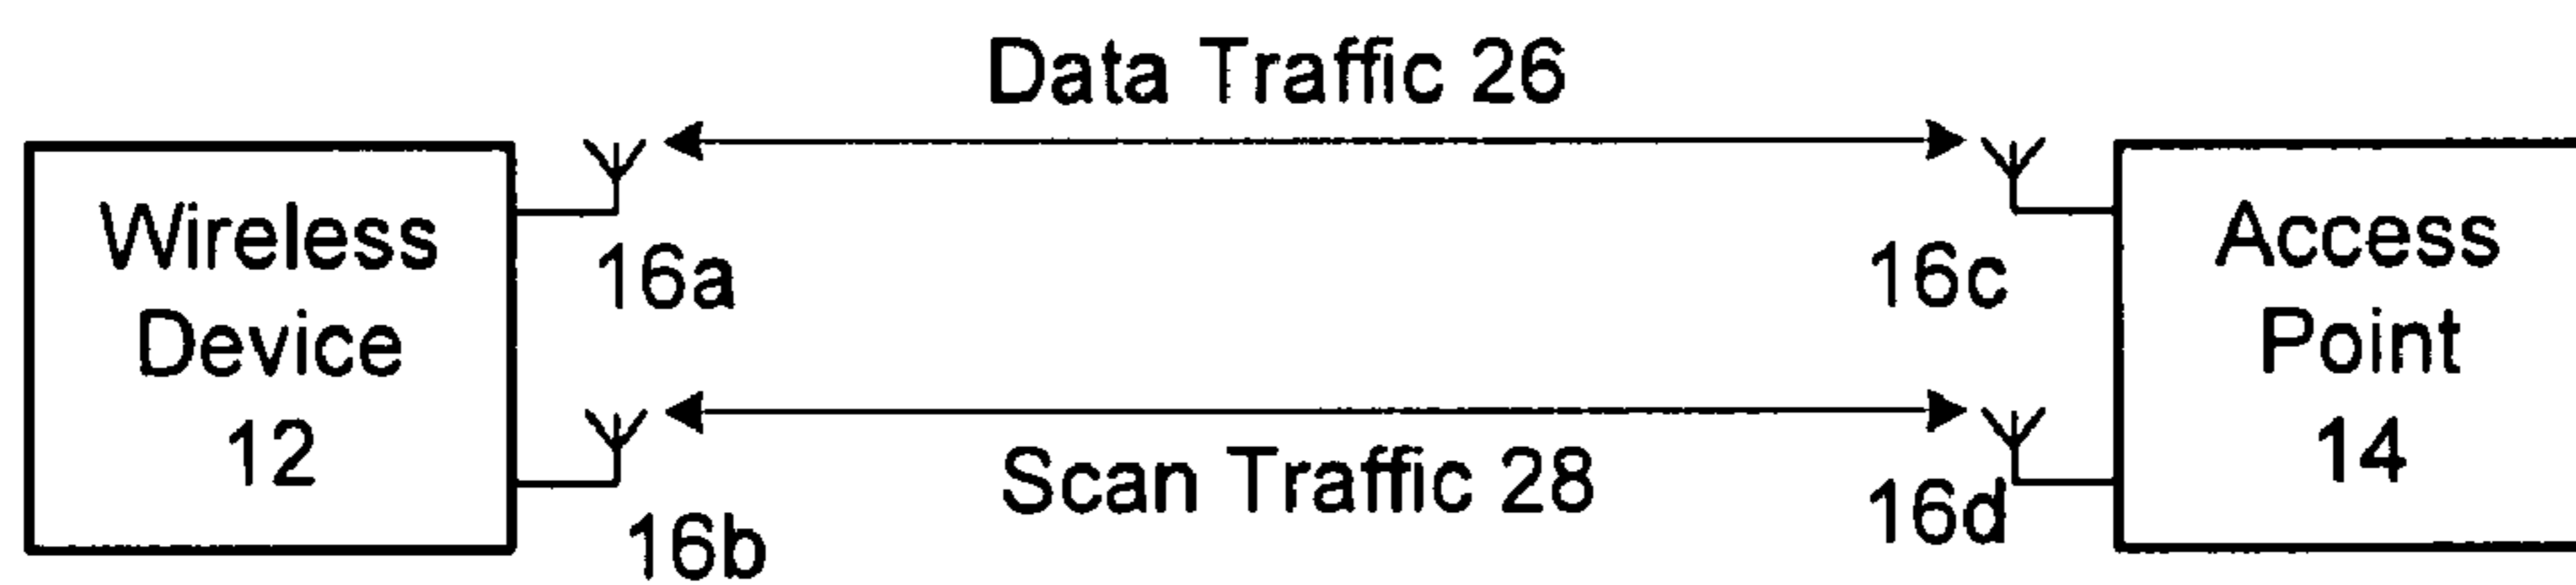 Data Traffic 26
Wireless
Device
12
16a
16b
Scan Traffic 28
16c
16d
Access
Point
14